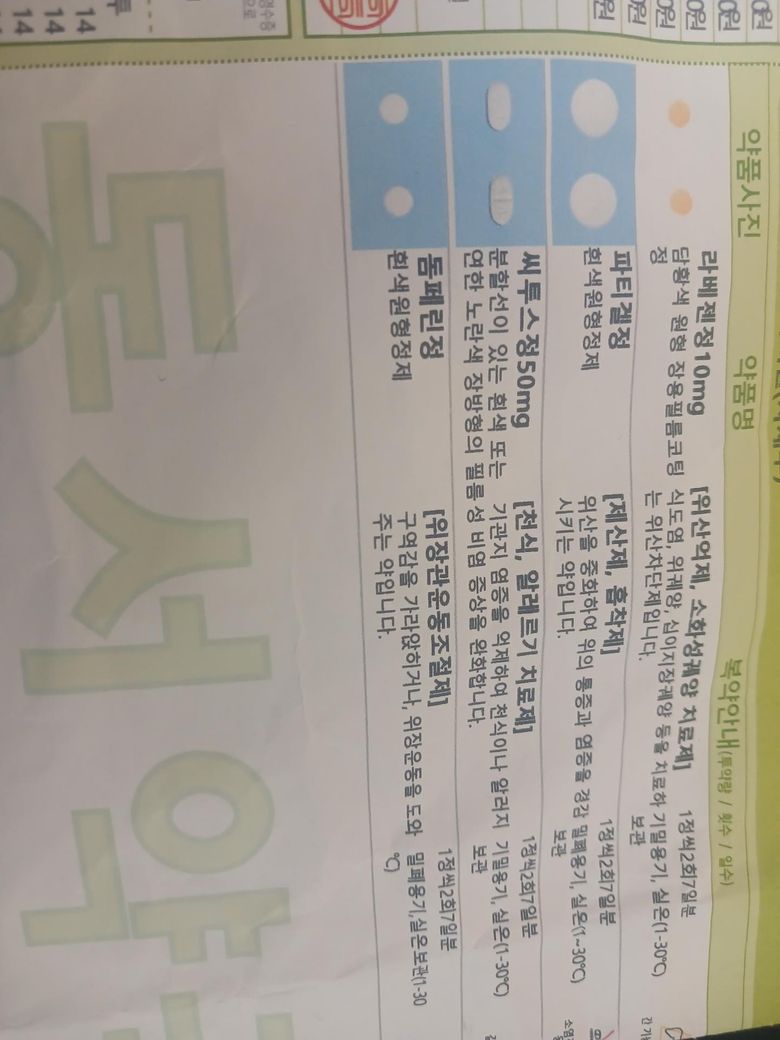 약품사진 약품명 복약안내(투약량 / 횟수 / 일수)
라베젠정10mg
담황색 원형 장용필름코팅
정
[위산억제, 소화성궤양 치료제]
식도염, 위궤양, 십이지장궤양 등을 치료하
는 위산차단제입니다.
1정씩2회7일분
기밀용기, 실온(1-30℃)
보관
파티겔정
흰색원형정제
[제산제, 흡착제]
위산을 중화하여 위의 통증과 염증을 경감
시키는 약입니다.
1정씩2회7일분
밀폐용기, 실온(1~30℃)
보관
씨투스정50mg
분할선이 있는 흰색 또는
연한 노란색 장방형의 필름
[천식, 알레르기 치료제]
기관지 염증을 억제하여 천식이나 알러지
성 비염 증상을 완화합니다.
1정씩2회7일분
기밀용기, 실온(1-30℃)
보관
돔페린정
흰색원형정제
[위장관운동조절제]
구역감을 가라앉히거나, 위장운동을 도와
주는 약입니다.
1정씩2회7일분
밀폐용기,실온보관(1-30
℃)
14
14
14